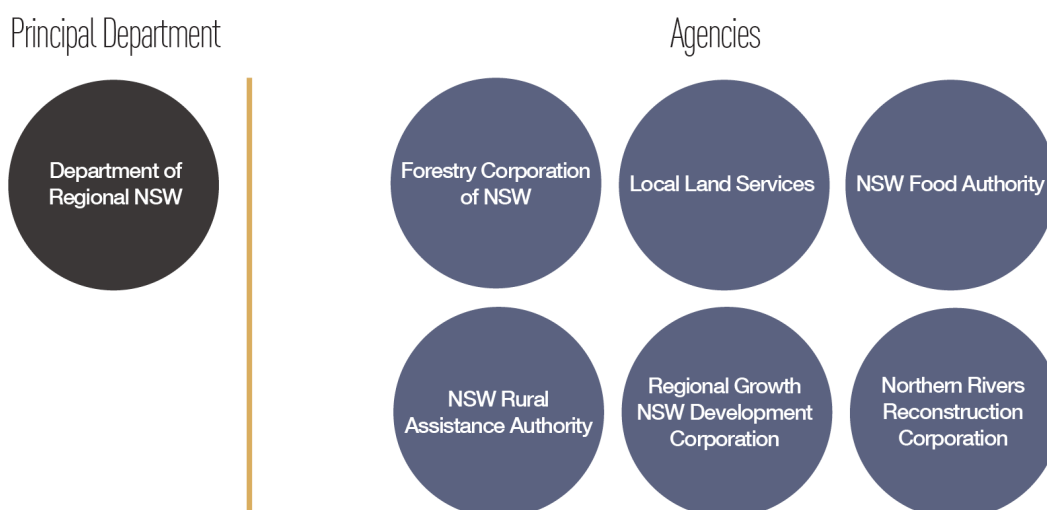 Principal Department
Agencies
Department of
Regional NSW
Forestry Corporation
of NSW
Local Land Services
NSW Food Authority
NSW Rural
Assistance Authority
Regional Growth
NSW Development
Corporation
Northern Rivers
Reconstruction
Corporation